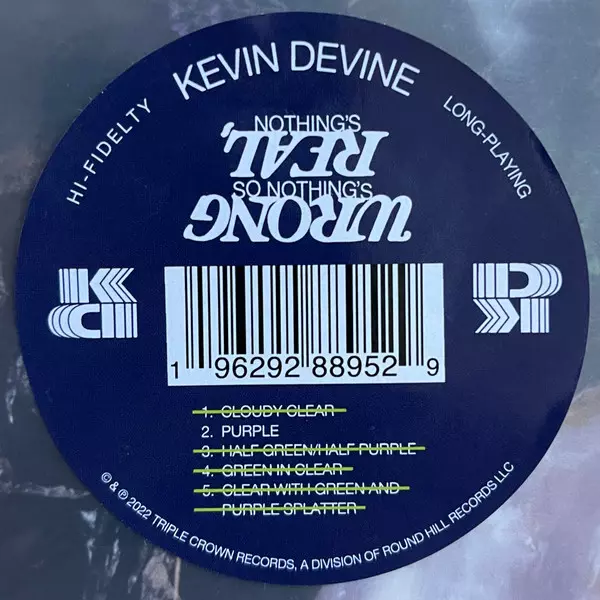 KEVIN DEVINE
HI-FIDELTY
LONG-PLAYING
NOTHING'S
REAL,
SO NOTHING'S
WRONG
KD
DK
1 96292 88952 9
1. CLOUDY CLEAR
2. PURPLE
3. HALF GREEN/HALF PURPLE
4. GREEN IN CLEAR
5. CLEAR WITH GREEN AND
PURPLE SPLATTER
© & ℗ 2022 TRIPLE CROWN RECORDS, A DIVISION OF ROUND HILL RECORDS LLC